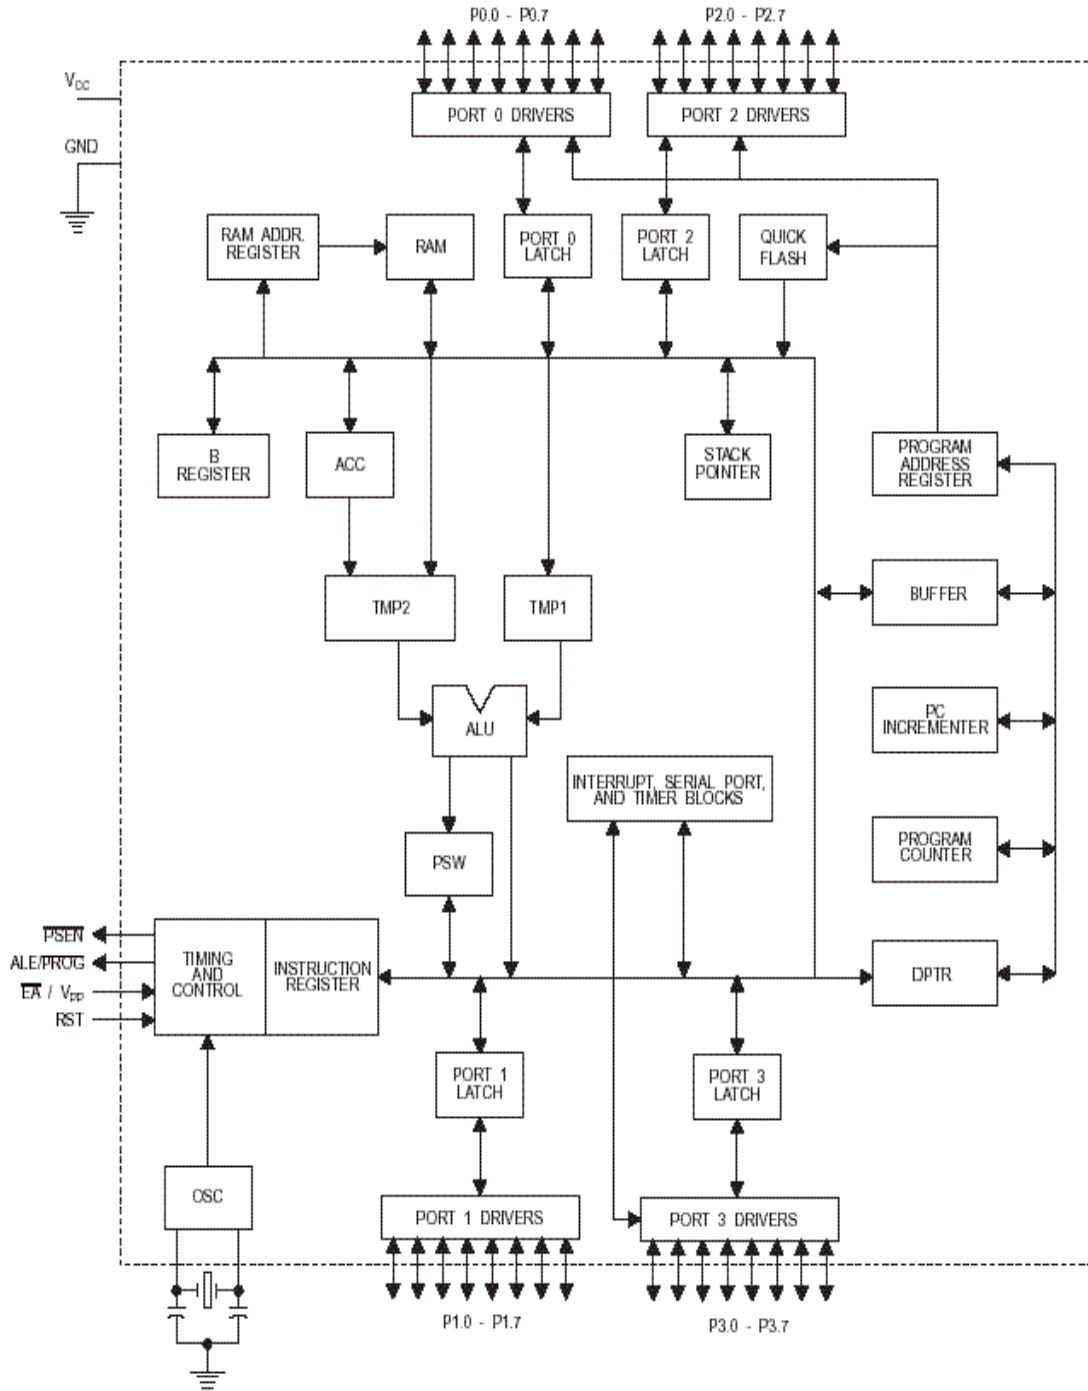 P0.0 - P0.7
P2.0 - P2.7
VCC
PORT 0 DRIVERS
PORT 2 DRIVERS
GND
RAM ADDR.
REGISTER
RAM
PORT 0
LATCH
PORT 2
LATCH
QUICK
FLASH
B
REGISTER
ACC
STACK
POINTER
PROGRAM
ADDRESS
REGISTER
TMP2
TMP1
BUFFER
ALU
PC
INCREMENTER
INTERRUPT, SERIAL PORT,
AND TIMER BLOCKS
PSW
PROGRAM
COUNTER
PSEN
ALE/PROG
EA / VPP
RST
TIMING
AND
CONTROL
INSTRUCTION
REGISTER
DPTR
PORT 1
LATCH
PORT 3
LATCH
OSC
PORT 1 DRIVERS
PORT 3 DRIVERS
P1.0 - P1.7
P3.0 - P3.7